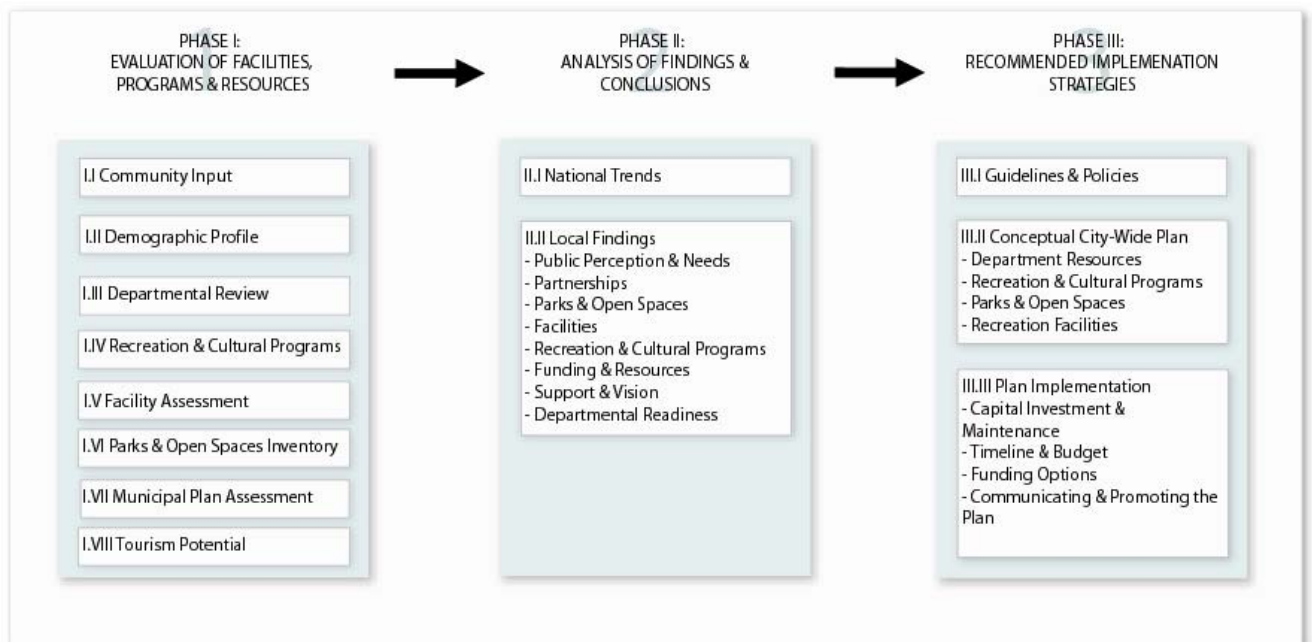 PHASE I:
EVALUATION OF FACILITIES,
PROGRAMS & RESOURCES
1
I.I Community Input
I.II Demographic Profile
I.III Departmental Review
I.IV Recreation & Cultural Programs
I.V Facility Assessment
I.VI Parks & Open Spaces Inventory
I.VII Municipal Plan Assessment
I.VIII Tourism Potential
PHASE II:
ANALYSIS OF FINDINGS &
CONCLUSIONS
2
II.I National Trends
II.II Local Findings
- Public Perception & Needs
- Partnerships
- Parks & Open Spaces
- Facilities
- Recreation & Cultural Programs
- Funding & Resources
- Support & Vision
- Departmental Readiness
PHASE III:
RECOMMENDED IMPLEMENATION
STRATEGIES
3
III.I Guidelines & Policies
III.II Conceptual City-Wide Plan
- Department Resources
- Recreation & Cultural Programs
- Parks & Open Spaces
- Recreation Facilities
III.III Plan Implementation
- Capital Investment &
Maintenance
- Timeline & Budget
- Funding Options
- Communicating & Promoting the
Plan